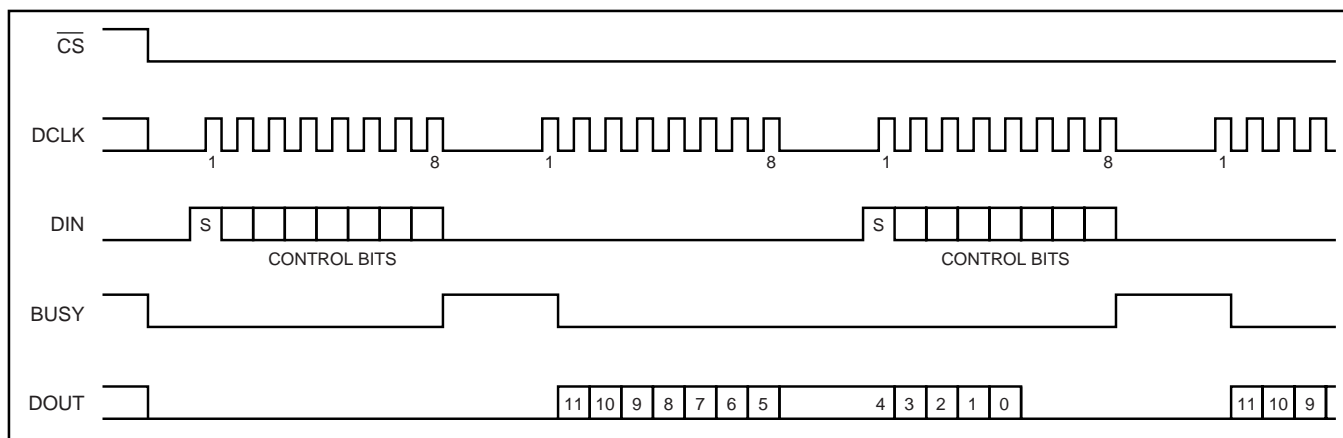 CS
DCLK
1 8 1 8 1 8 1
DIN
S S
CONTROL BITS CONTROL BITS
BUSY
DOUT
11 10 9 8 7 6 5 4 3 2 1 0 11 10 9